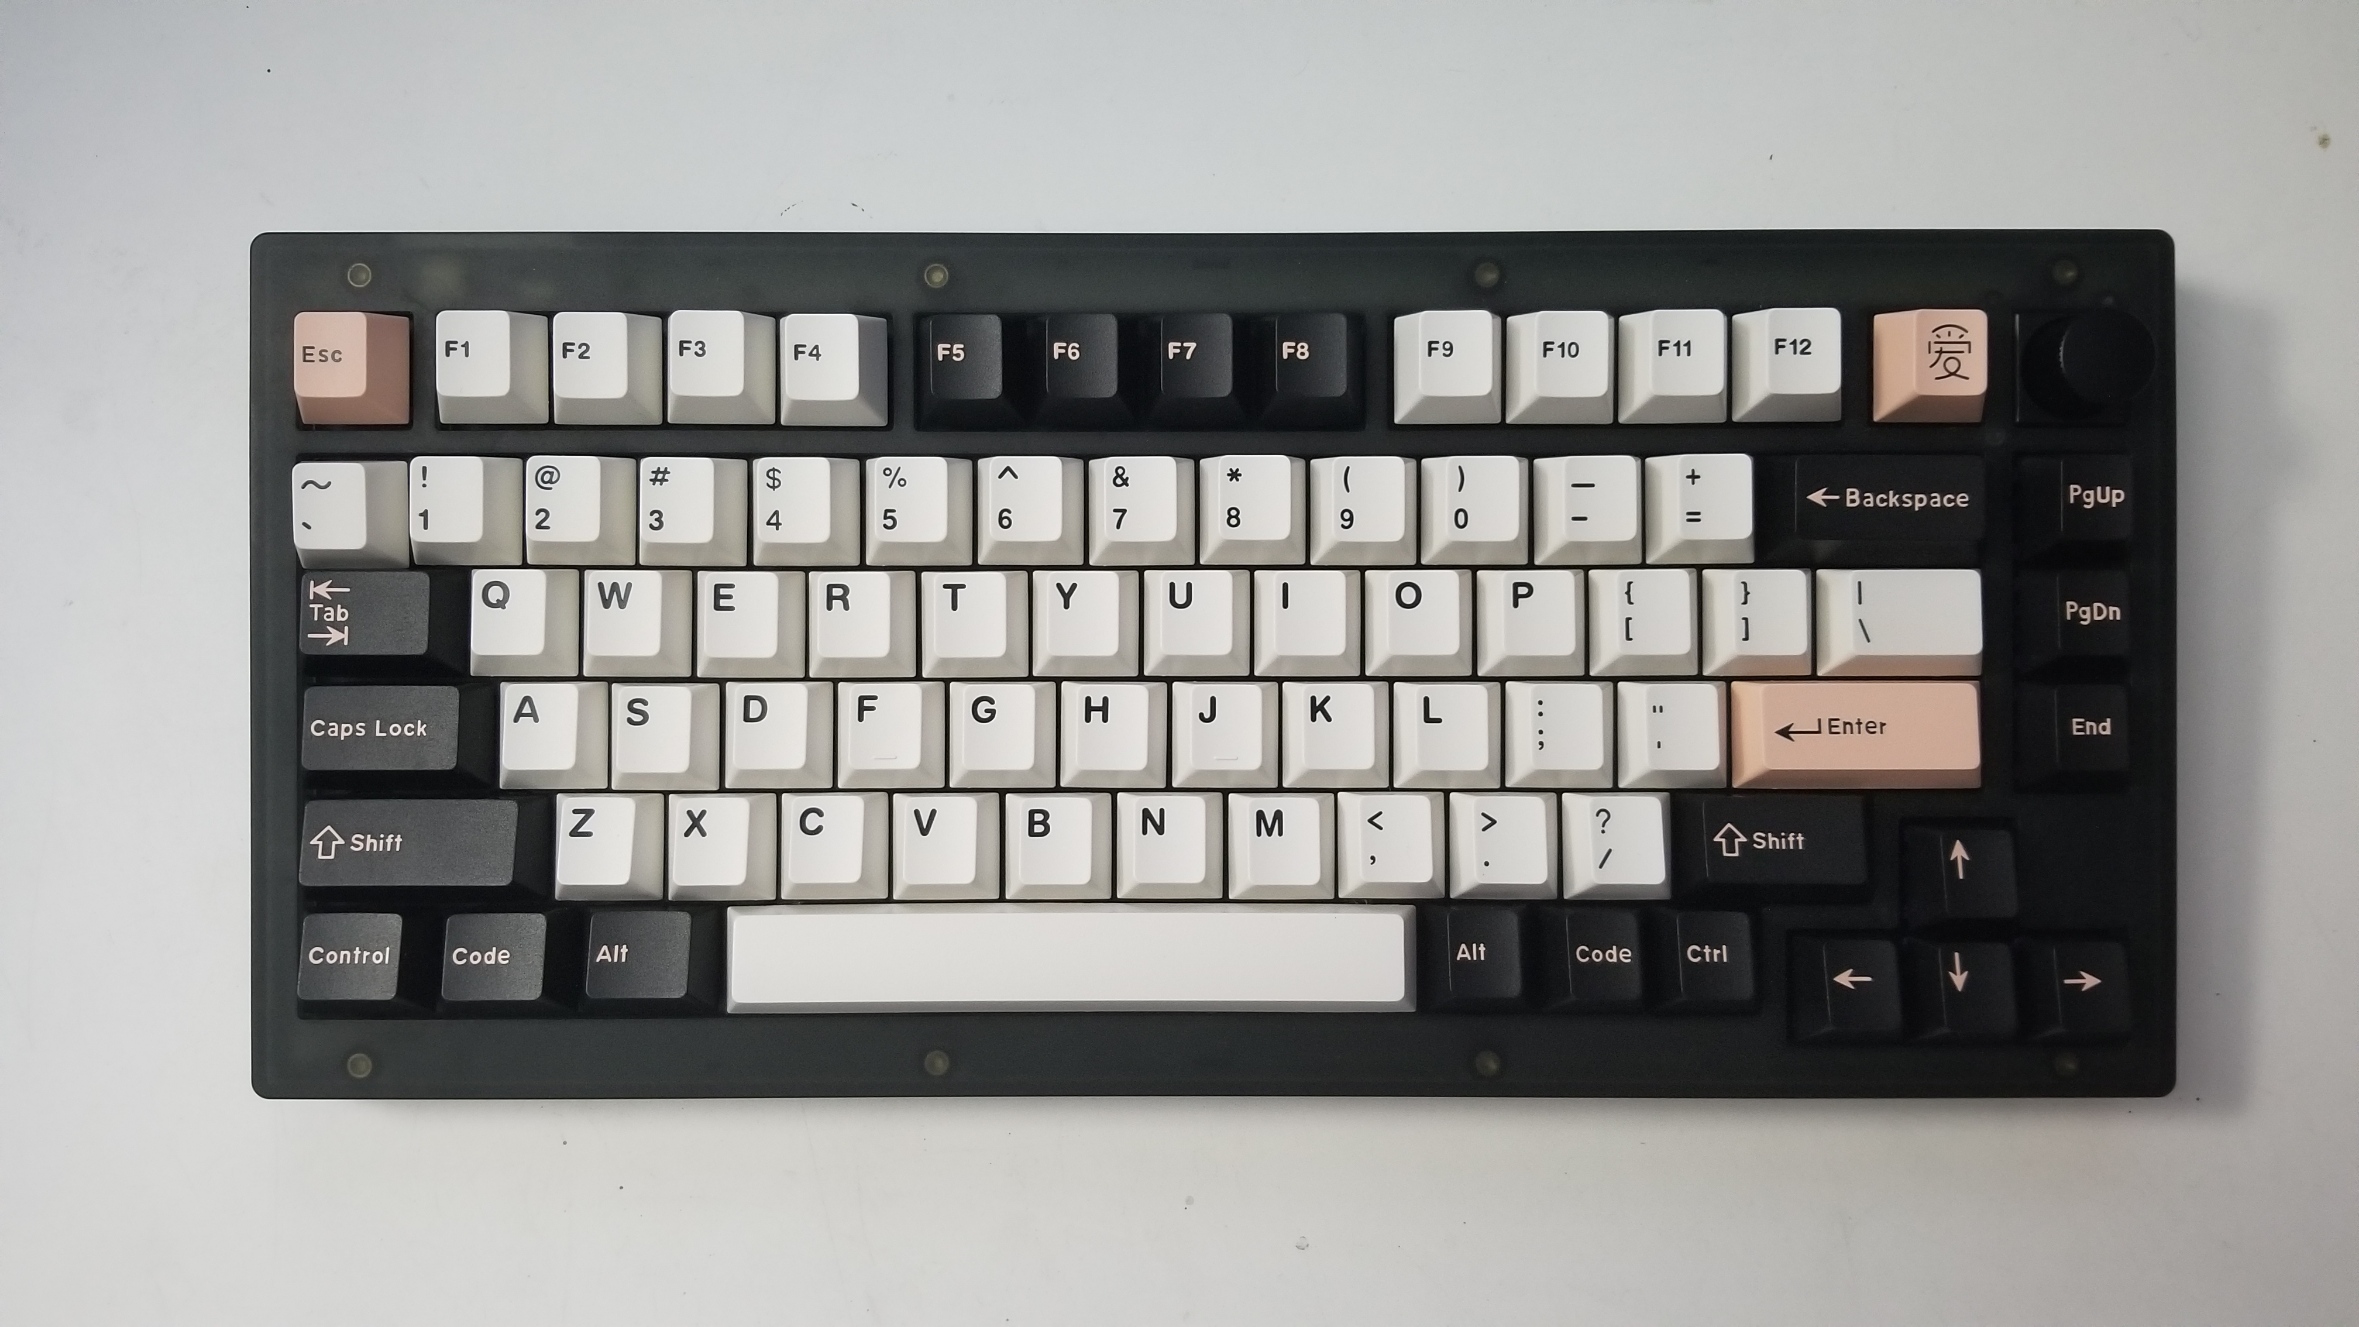 Esc F1 F2 F3 F4 F5 F6 F7 F8 F9 F10 F11 F12 爱
~ ! @ # $ % ^ & * ( ) — +
` 1 2 3 4 5 6 7 8 9 0 - = ← Backspace PgUp
⇤ Tab ⇥ Q W E R T Y U I O P { [ } ] | \ PgDn
Caps Lock A S D F G H J K L : ; " ' ↵ Enter End
⇧ Shift Z X C V B N M < , > . ? / ⇧ Shift ↑
Control Code Alt Alt Code Ctrl ← ↓ →